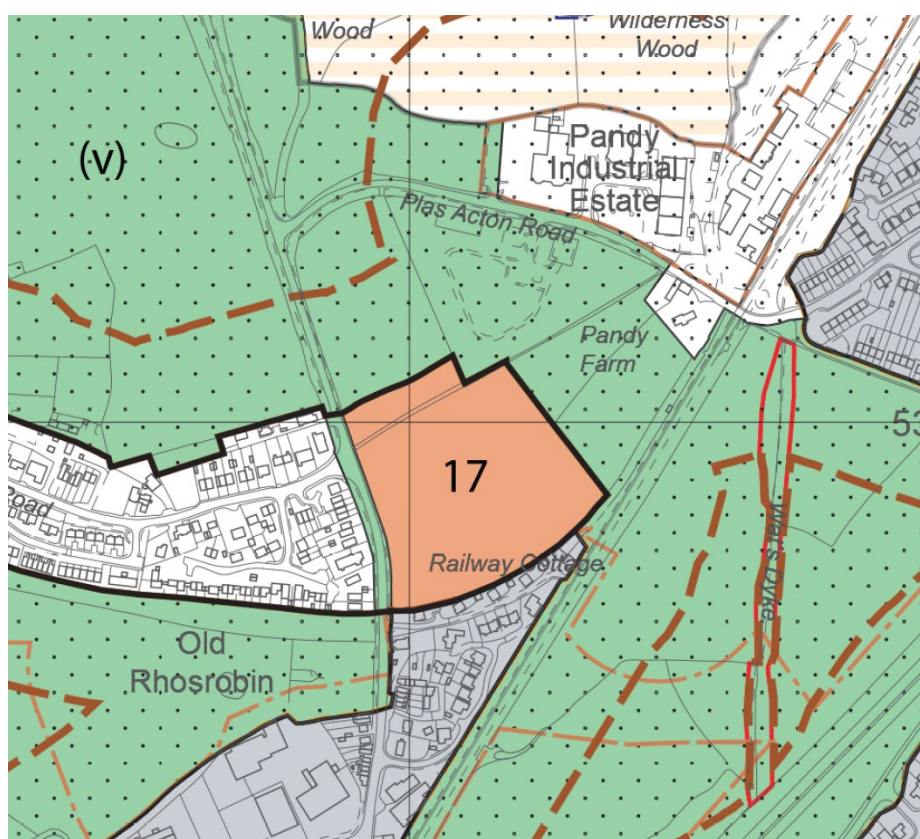 Wood
Wilderness
Wood
(v)
Pandy
Industrial
Estate
Plas Acton Road
Pandy
Farm
53
17
Road
Railway Cottage
Wat's Dyke
Old
Rhosrobin